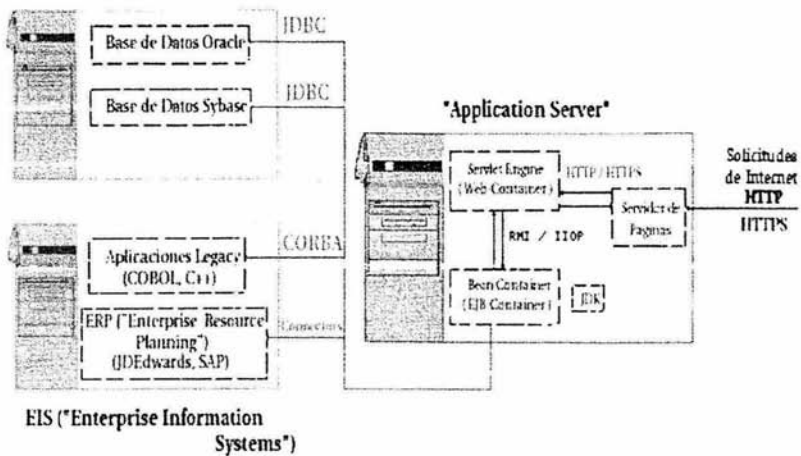 Base de Datos Oracle
JDBC
Base de Datos Sybase
JDBC
Aplicaciones Legacy
(COBOL, C++)
CORBA
ERP ("Enterprise Resource
Planning")
(JDEdwards, SAP)
Connectors
EIS ("Enterprise Information
Systems")
"Application Server"
Servlet Engine
(Web Container)
HTTP / HTTPS
Servidor de
Paginas
RMI / IIOP
Bean Container
(EJB Container)
JDK
Solicitudes
de Internet
HTTP
HTTPS